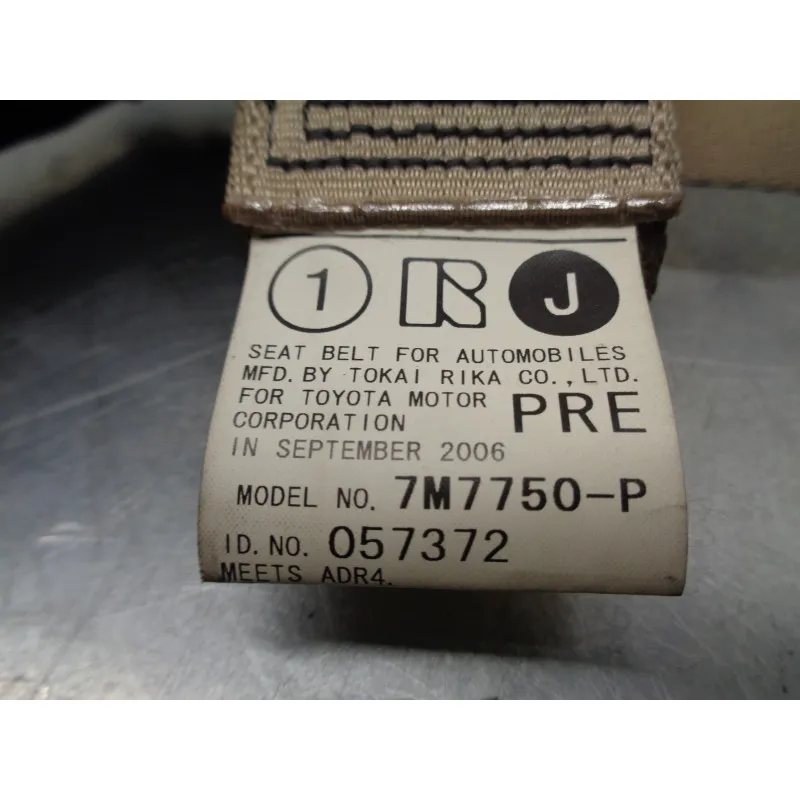 1 R J
SEAT BELT FOR AUTOMOBILES
MFD. BY TOKAI RIKA CO., LTD.
FOR TOYOTA MOTOR
CORPORATION PRE
IN SEPTEMBER 2006
MODEL NO. 7M7750-P
ID. NO. 057372
MEETS ADR4.